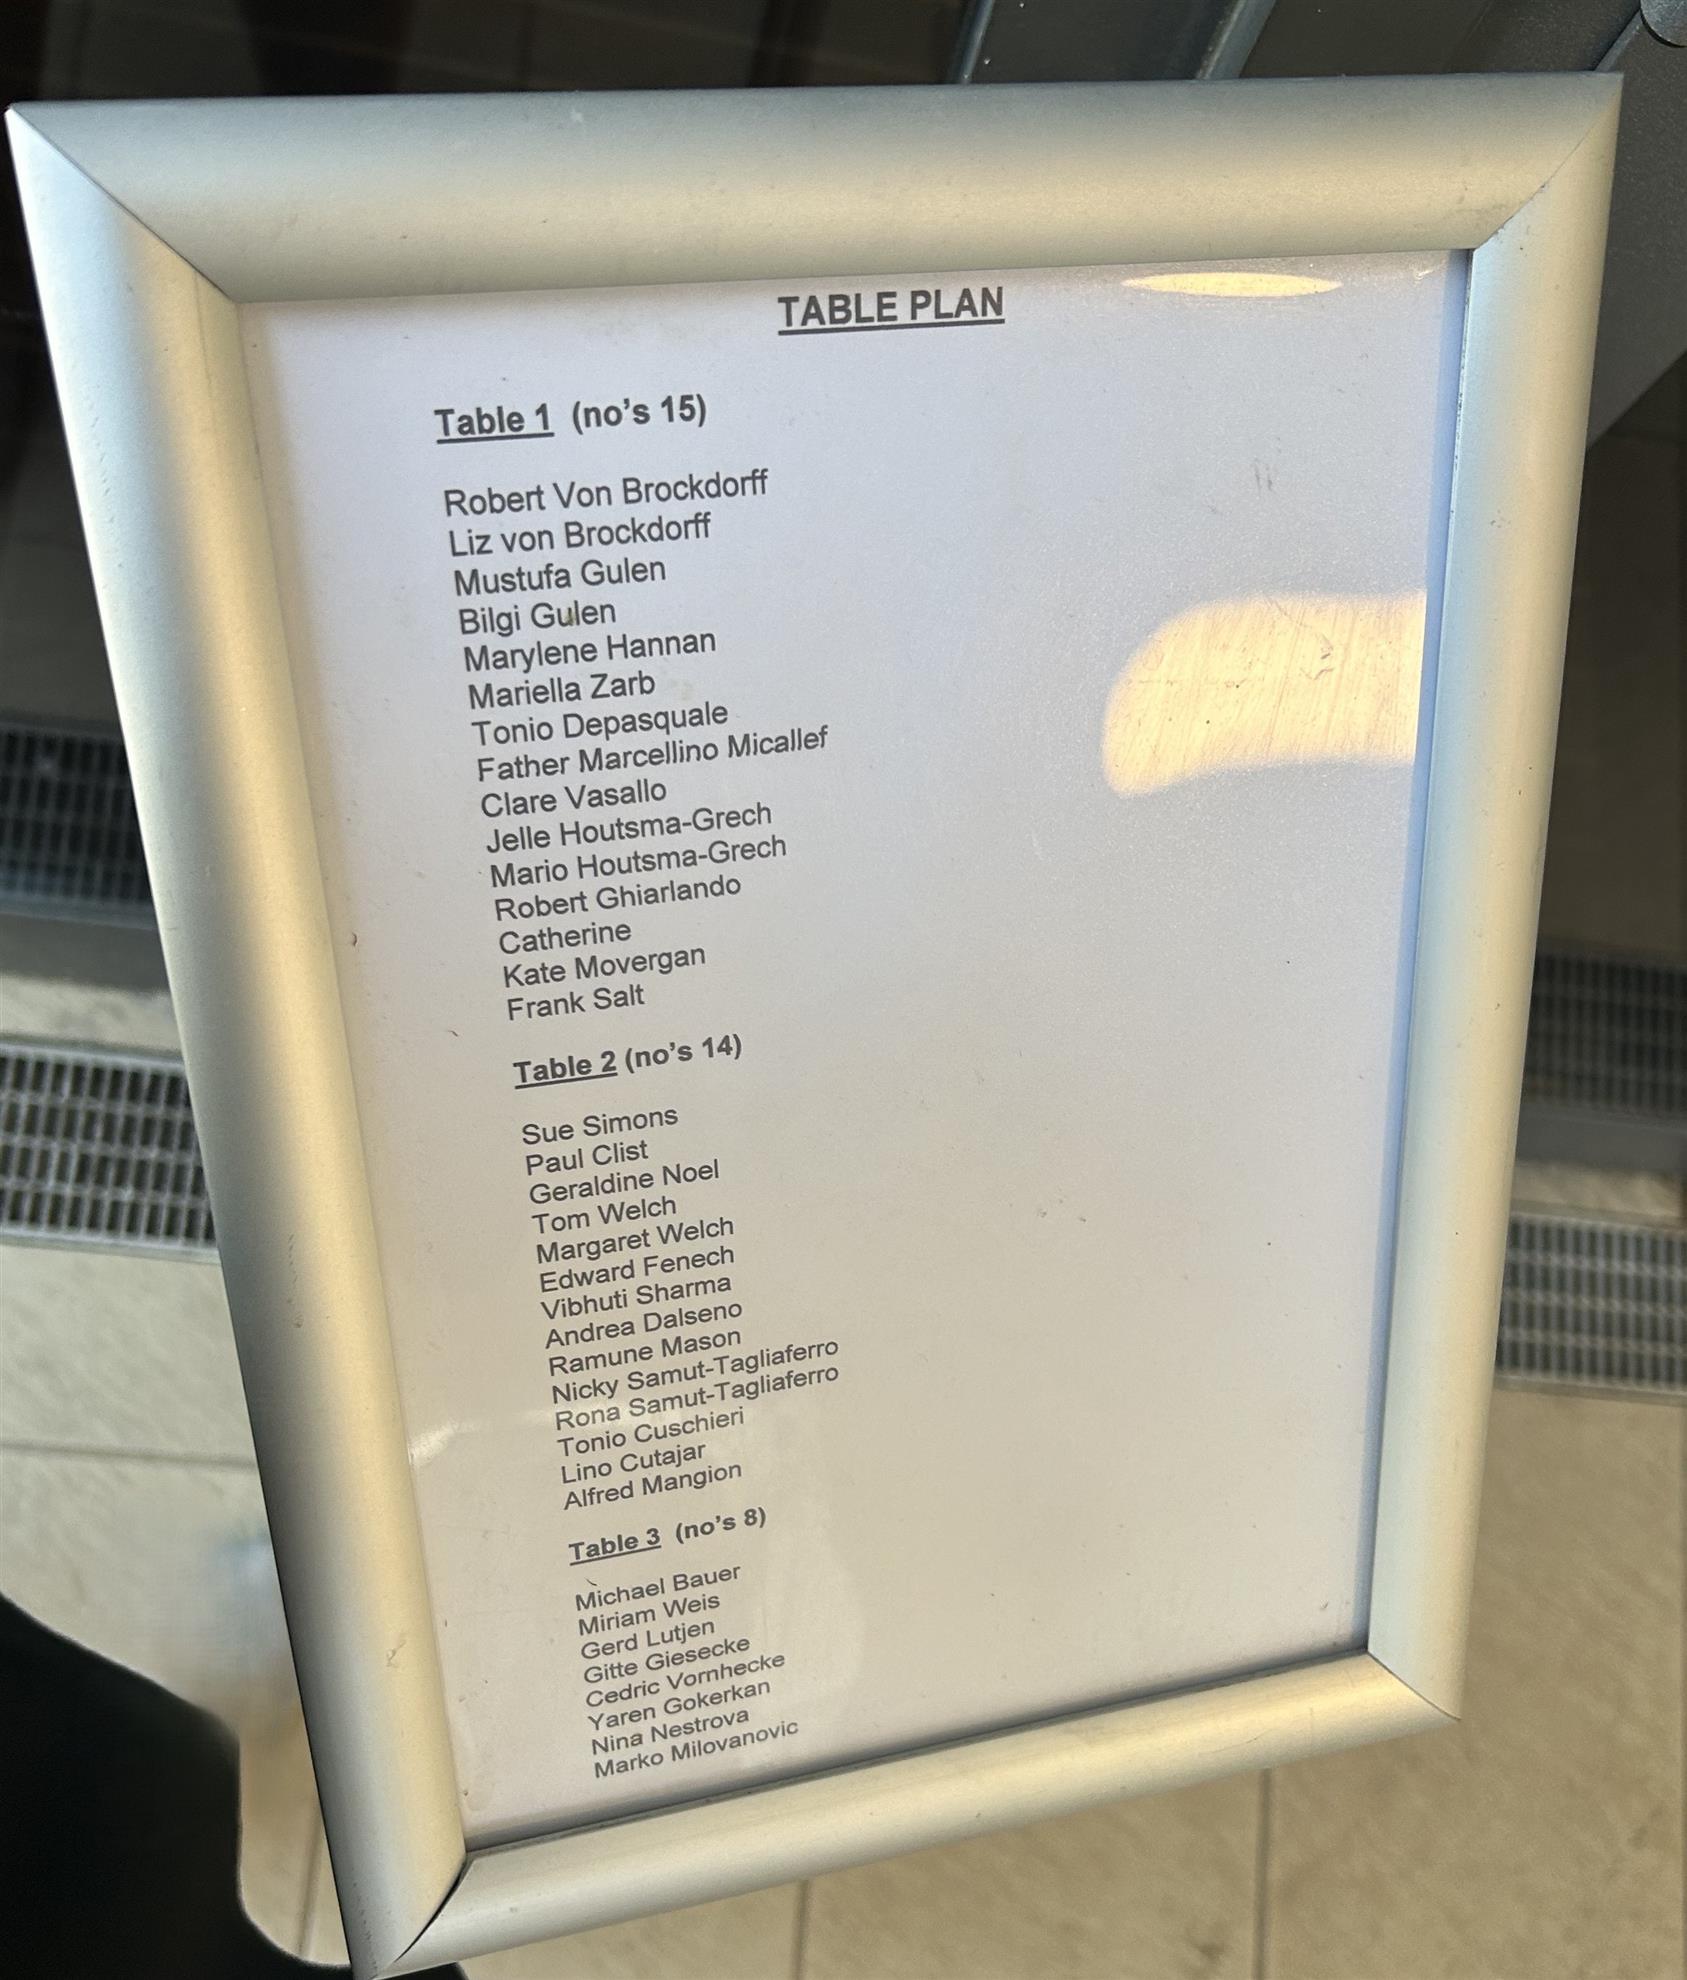 TABLE PLAN
Table 1 (no's 15)
Robert Von Brockdorff
Liz von Brockdorff
Mustufa Gulen
Bilgi Gulen
Marylene Hannan
Mariella Zarb
Tonio Depasquale
Father Marcellino Micallef
Clare Vasallo
Jelle Houtsma-Grech
Mario Houtsma-Grech
Robert Ghiarlando
Catherine
Kate Movergan
Frank Salt
Table 2 (no's 14)
Sue Simons
Paul Clist
Geraldine Noel
Tom Welch
Margaret Welch
Edward Fenech
Vibhuti Sharma
Andrea Dalseno
Ramune Mason
Nicky Samut-Tagliaferro
Rona Samut-Tagliaferro
Tonio Cuschieri
Lino Cutajar
Alfred Mangion
Table 3 (no's 8)
Michael Bauer
Miriam Weis
Gerd Lutjen
Gitte Giesecke
Cedric Vornhecke
Yaren Gokerkan
Nina Nestrova
Marko Milovanovic